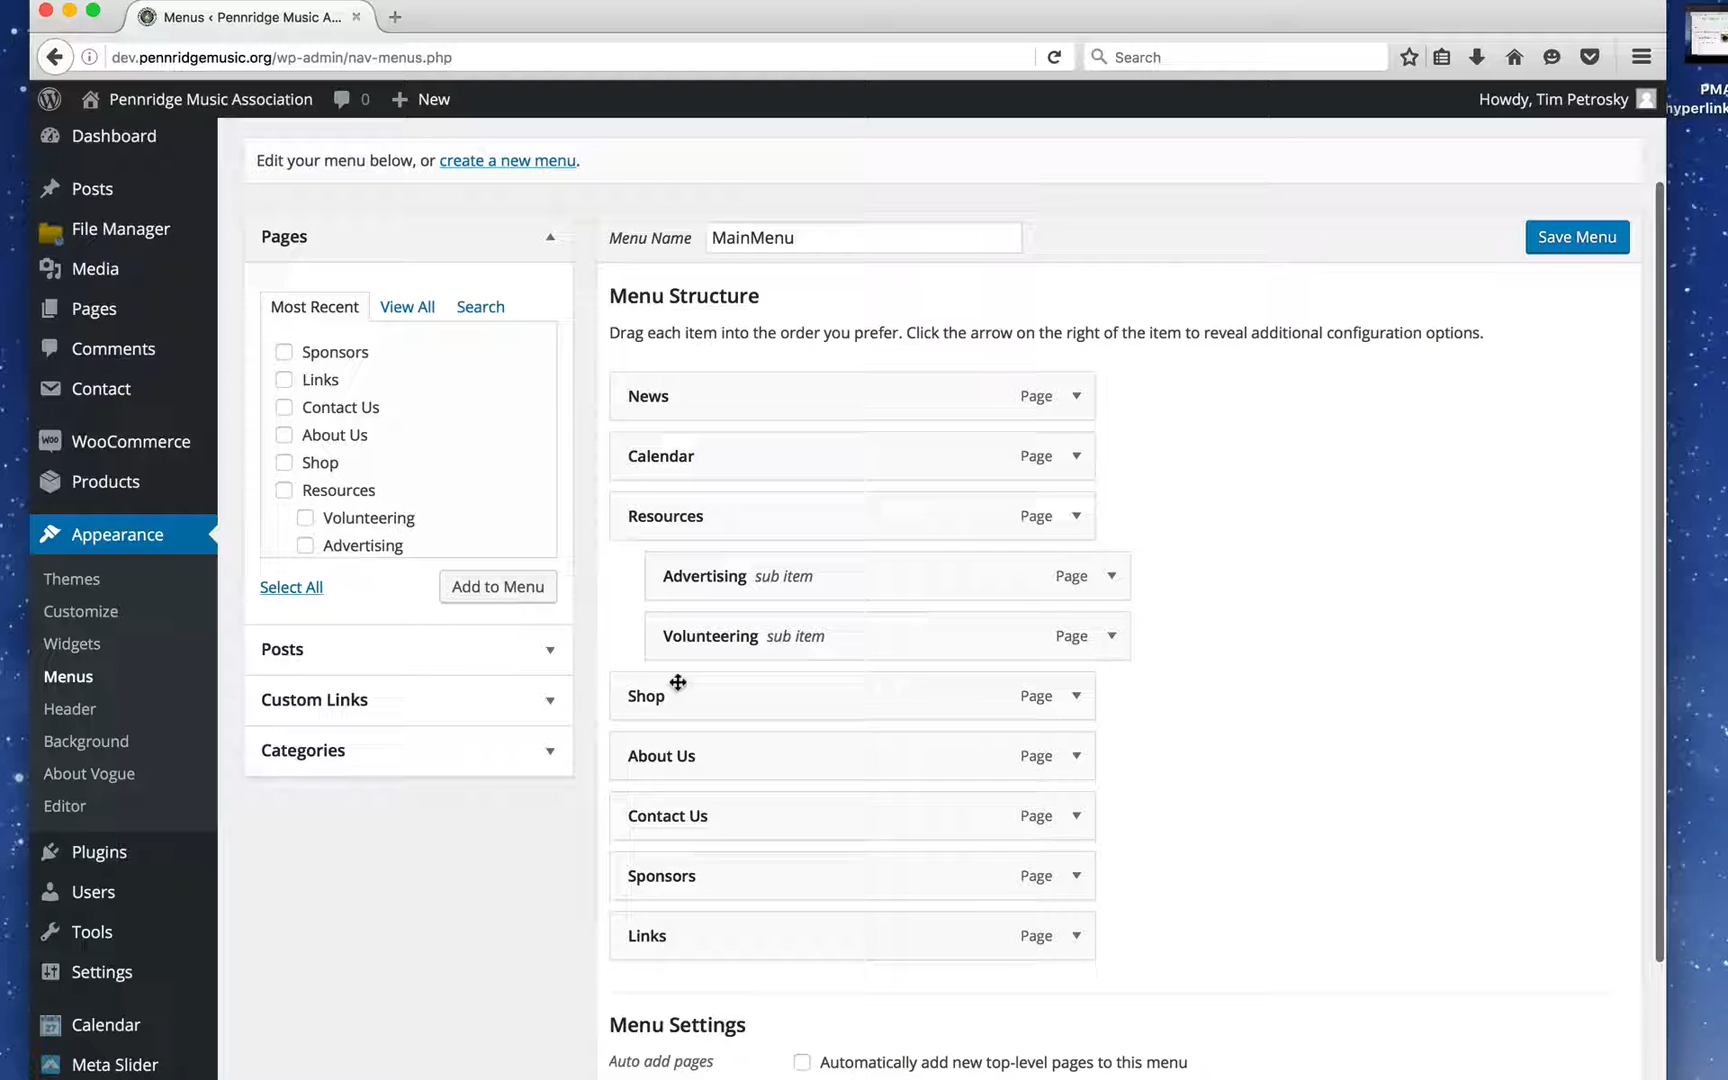 Menus ‹ Pennridge Music A...
dev.pennridgemusic.org/wp-admin/nav-menus.php
Search
PMA
hyperlink
Pennridge Music Association
0
New
Howdy, Tim Petrosky
Dashboard
Posts
File Manager
Media
Pages
Comments
Contact
WOO
WooCommerce
Products
Appearance
Themes
Customize
Widgets
Menus
Header
Background
About Vogue
Editor
Plugins
Users
Tools
Settings
27
Calendar
Meta Slider
Edit your menu below, or create a new menu.
Pages
Most Recent
View All
Search
Sponsors
Links
Contact Us
About Us
Shop
Resources
Volunteering
Advertising
Select All
Add to Menu
Posts
Custom Links
Categories
Menu Name
MainMenu
Save Menu
Menu Structure
Drag each item into the order you prefer. Click the arrow on the right of the item to reveal additional configuration options.
News Page
Calendar Page
Resources Page
Advertising sub item Page
Volunteering sub item Page
Shop Page
About Us Page
Contact Us Page
Sponsors Page
Links Page
Menu Settings
Auto add pages
Automatically add new top-level pages to this menu